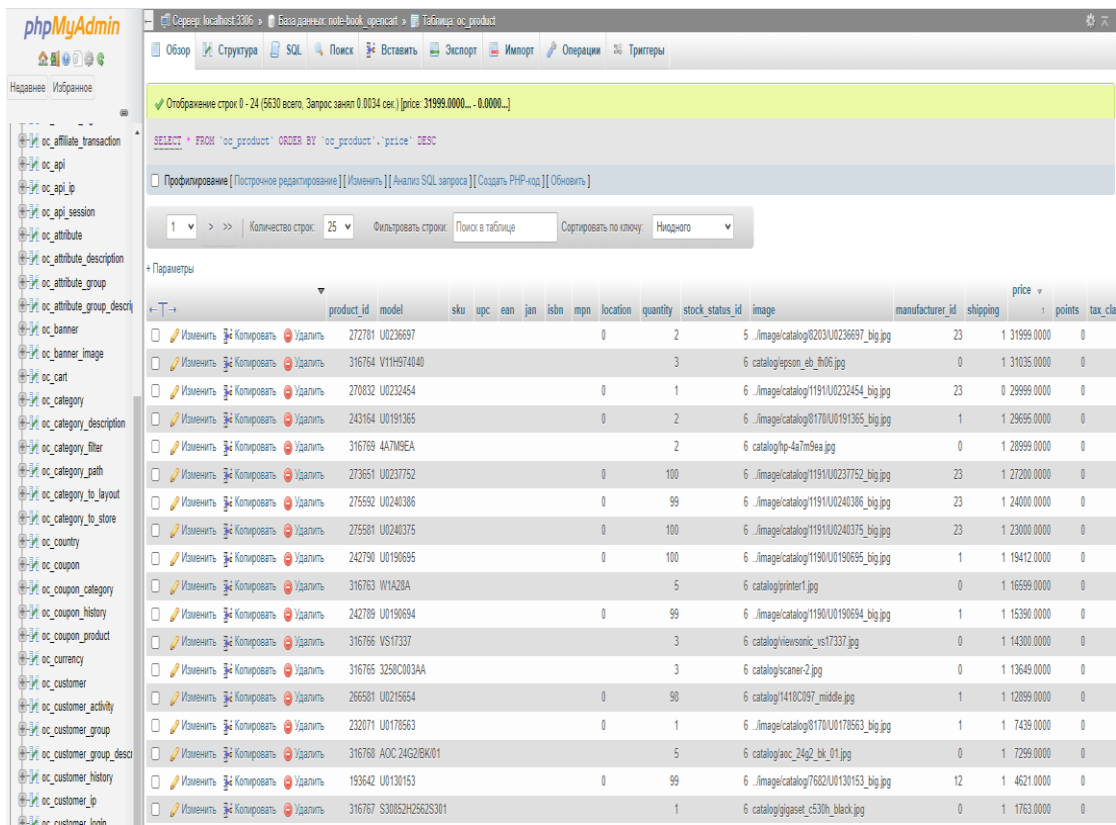 phpMyAdmin
Недавнее Избранное
oc_affiliate_transaction
oc_api
oc_api_ip
oc_api_session
oc_attribute
oc_attribute_description
oc_attribute_group
oc_attribute_group_descrip
oc_banner
oc_banner_image
oc_cart
oc_category
oc_category_description
oc_category_filter
oc_category_path
oc_category_to_layout
oc_category_to_store
oc_country
oc_coupon
oc_coupon_category
oc_coupon_history
oc_coupon_product
oc_currency
oc_customer
oc_customer_activity
oc_customer_group
oc_customer_group_descr
oc_customer_history
oc_customer_ip
oc_customer_login
Сервер: localhost:3306 » База данных: note-book_opencart » Таблица: oc_product
Обзор Структура SQL Поиск Вставить Экспорт Импорт Операции Триггеры
Отображение строк 0 - 24 (5630 всего, Запрос занял 0.0034 сек.) [price: 31999.0000... - 0.0000...]
SELECT * FROM `oc_product` ORDER BY `oc_product`.`price` DESC
Профилирование [ Построчное редактирование ] [ Изменить ] [ Анализ SQL запроса ] [ Создать PHP-код ] [ Обновить ]
1 > >> Количество строк: 25 Фильтровать строки: Поиск в таблице Сортировать по ключу: Ниодного
+ Параметры
←T→ product_id model sku upc ean jan isbn mpn location quantity stock_status_id image manufacturer_id shipping price 1 points tax_cla
Изменить Копировать Удалить 272781 U0236697 0 2 5 ../image/catalog/8203/U0236697_big.jpg 23 1 31999.0000 0
Изменить Копировать Удалить 316764 V11H974040 3 6 catalog/epson_eb_fh06.jpg 0 1 31035.0000 0
Изменить Копировать Удалить 270832 U0232454 0 1 6 ../image/catalog/1191/U0232454_big.jpg 23 0 29999.0000 0
Изменить Копировать Удалить 243164 U0191365 0 2 6 ../image/catalog/8170/U0191365_big.jpg 1 1 29695.0000 0
Изменить Копировать Удалить 316769 4A7M9EA 2 6 catalog/hp-4a7m9ea.jpg 0 1 28999.0000 0
Изменить Копировать Удалить 273651 U0237752 0 100 6 ../image/catalog/1191/U0237752_big.jpg 23 1 27200.0000 0
Изменить Копировать Удалить 275592 U0240386 0 99 6 ../image/catalog/1191/U0240386_big.jpg 23 1 24000.0000 0
Изменить Копировать Удалить 275581 U0240375 0 100 6 ../image/catalog/1191/U0240375_big.jpg 23 1 23000.0000 0
Изменить Копировать Удалить 242790 U0190695 0 100 6 ../image/catalog/1190/U0190695_big.jpg 1 1 19412.0000 0
Изменить Копировать Удалить 316763 W1A28A 5 6 catalog/printer1.jpg 0 1 16599.0000 0
Изменить Копировать Удалить 242789 U0190694 0 99 6 ../image/catalog/1190/U0190694_big.jpg 1 1 15390.0000 0
Изменить Копировать Удалить 316766 VS17337 3 6 catalog/viewsonic_vs17337.jpg 0 1 14300.0000 0
Изменить Копировать Удалить 316765 3258C003AA 3 6 catalog/scaner-2.jpg 0 1 13649.0000 0
Изменить Копировать Удалить 266581 U0215654 0 98 6 catalog/1418C097_middle.jpg 1 1 12899.0000 0
Изменить Копировать Удалить 232071 U0178563 0 1 6 ../image/catalog/8170/U0178563_big.jpg 1 1 7439.0000 0
Изменить Копировать Удалить 316768 AOC 24G2/BK/01 5 6 catalog/aoc_24g2_bk_01.jpg 0 1 7299.0000 0
Изменить Копировать Удалить 193642 U0130153 0 99 6 ../image/catalog/7682/U0130153_big.jpg 12 1 4621.0000 0
Изменить Копировать Удалить 316767 S30852H2562S301 1 6 catalog/gigaset_c530h_black.jpg 0 1 1763.0000 0